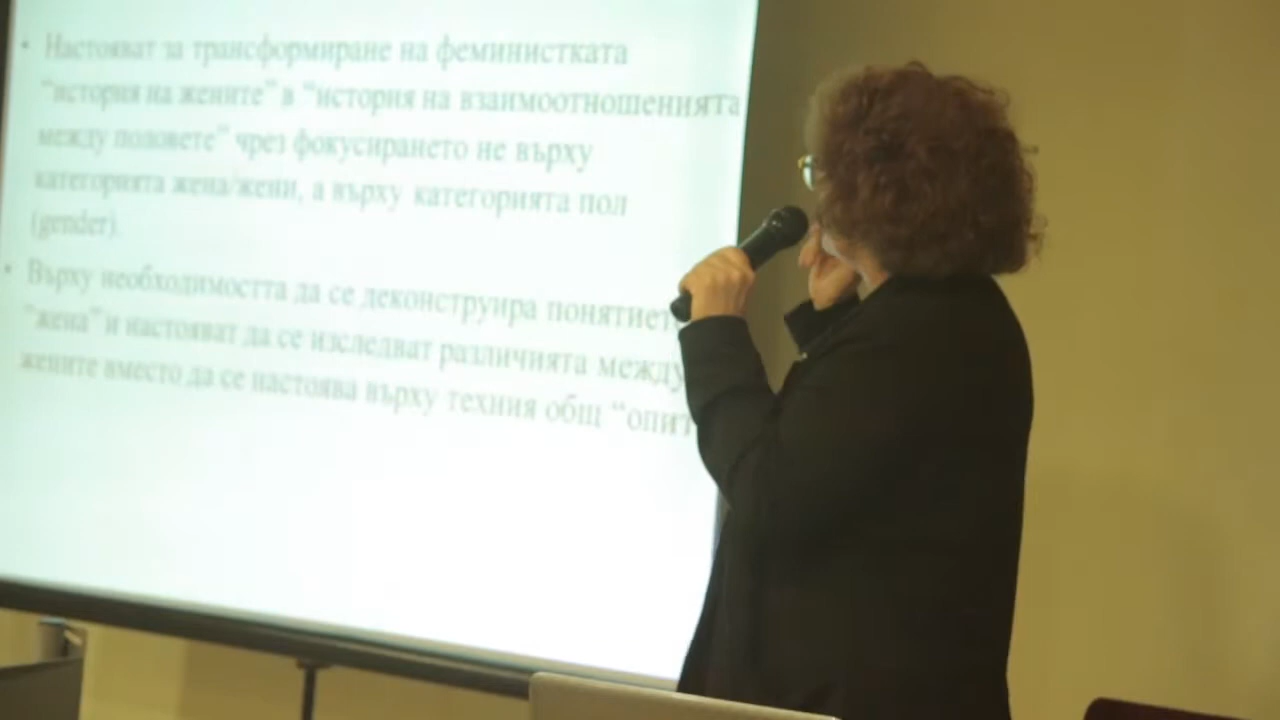 • Настояват за трансформиране на феминистката
“история на жените” в “история на взаимоотношенията
между половете” чрез фокусирането не върху
категорията жена/жени, а върху категорията пол
(gender).
• Върху необходимостта да се деконструира понятиет
“жена” и настояват да се изследват различията между
жените вместо да се настоява върху техния общ “опит